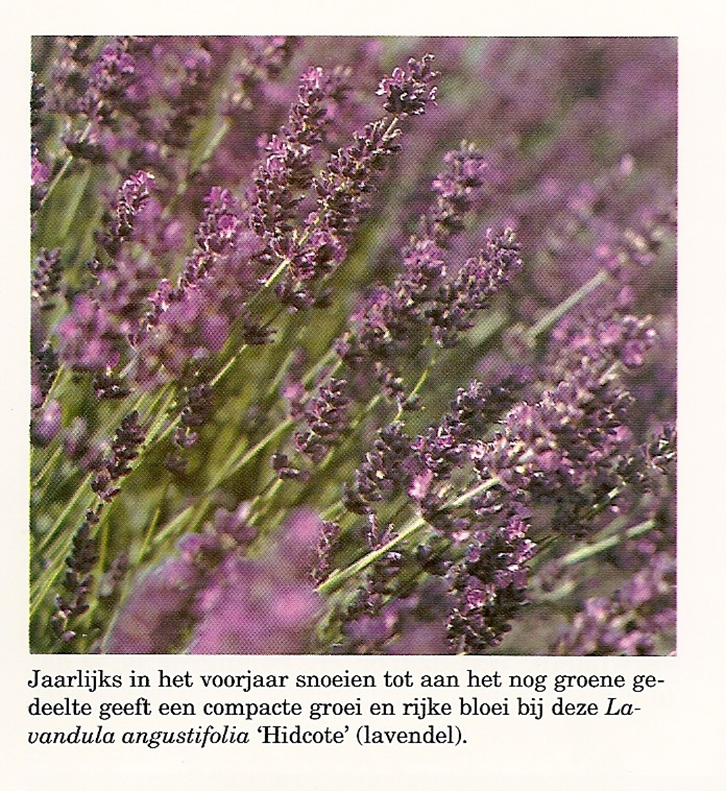 Jaarlijks in het voorjaar snoeien tot aan het nog groene ge-
deelte geeft een compacte groei en rijke bloei bij deze La-
vandula angustifolia ‘Hidcote’ (lavendel).